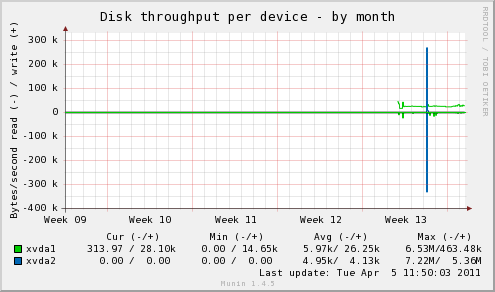 Disk throughput per device - by month
RRDTOOL / TOBI OETIKER
Bytes/second read (-) / write (+)
300 k
200 k
100 k
0
-100 k
-200 k
-300 k
-400 k
Week 09 Week 10 Week 11 Week 12 Week 13
Cur (-/+) Min (-/+) Avg (-/+) Max (-/+)
xvda1 313.97 / 28.10k 0.00 / 14.65k 5.97k/ 26.25k 6.53M/463.48k
xvda2 0.00 / 0.00 0.00 / 0.00 4.95k/ 4.13k 7.22M/ 5.36M
Last update: Tue Apr 5 11:50:03 2011
Munin 1.4.5